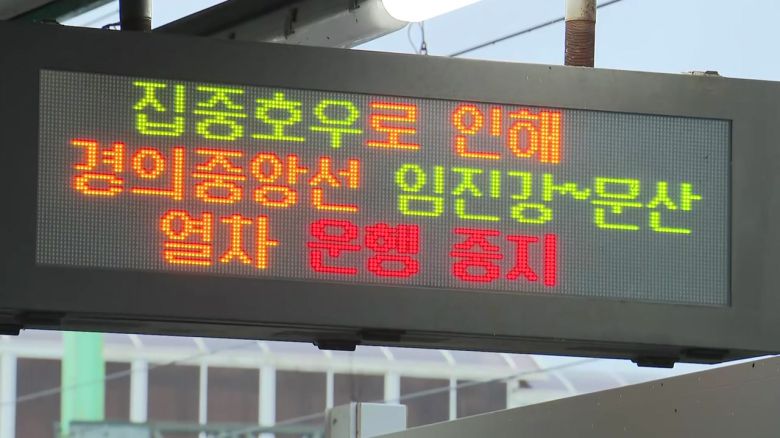 집중호우로 인해
경의중앙선 임진강~문산
열차 운행 중지